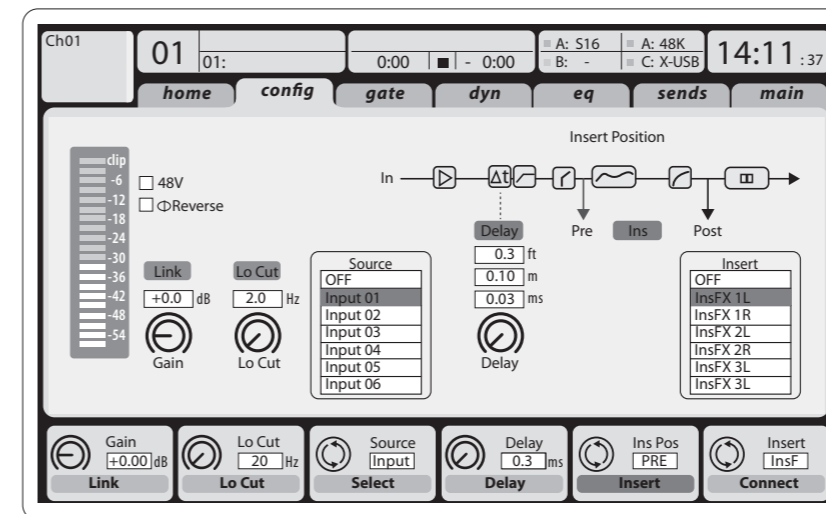 Ch01
01
01:
0:00 - 0:00
A: S16 A: 48K
B: - C: X-USB
14:11 :37
home config gate dyn eq sends main
Insert Position
clip
-6
-12
-18
-24
-30
-36
-42
-48
-54
48V
ΦReverse
In
Δt
Pre Ins Post
Link
+0.0 dB
Gain
Lo Cut
2.0 Hz
Lo Cut
Source
OFF
Input 01
Input 02
Input 03
Input 04
Input 05
Input 06
Delay
0.3 ft
0.10 m
0.03 ms
Delay
Insert
OFF
InsFX 1L
InsFX 1R
InsFX 2L
InsFX 2R
InsFX 3L
InsFX 3L
Gain
+0.00 dB
Link
Lo Cut
20 Hz
Lo Cut
Source
Input
Select
Delay
0.3 ms
Delay
Ins Pos
PRE
Insert
Insert
InsF
Connect